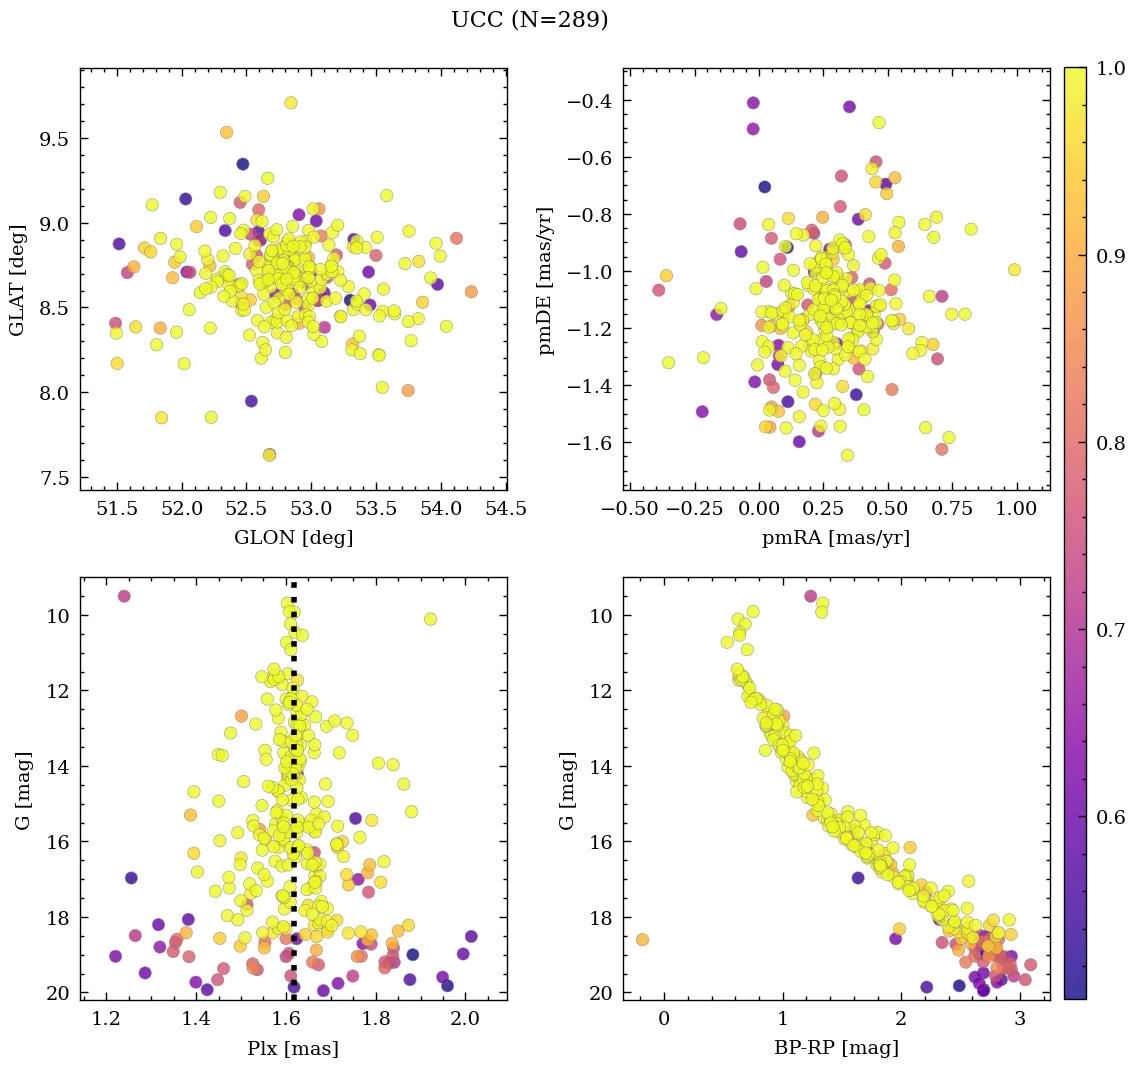 UCC (N=289)
9.5
9.0
8.5
8.0
7.5
GLAT [deg]
51.5 52.0 52.5 53.0 53.5 54.0 54.5
GLON [deg]
−0.4
−0.6
−0.8
−1.0
−1.2
−1.4
−1.6
pmDE [mas/yr]
−0.50 −0.25 0.00 0.25 0.50 0.75 1.00
pmRA [mas/yr]
1.0
0.9
0.8
0.7
0.6
10
12
14
16
18
20
G [mag]
1.2 1.4 1.6 1.8 2.0
Plx [mas]
10
12
14
16
18
20
G [mag]
0 1 2 3
BP-RP [mag]